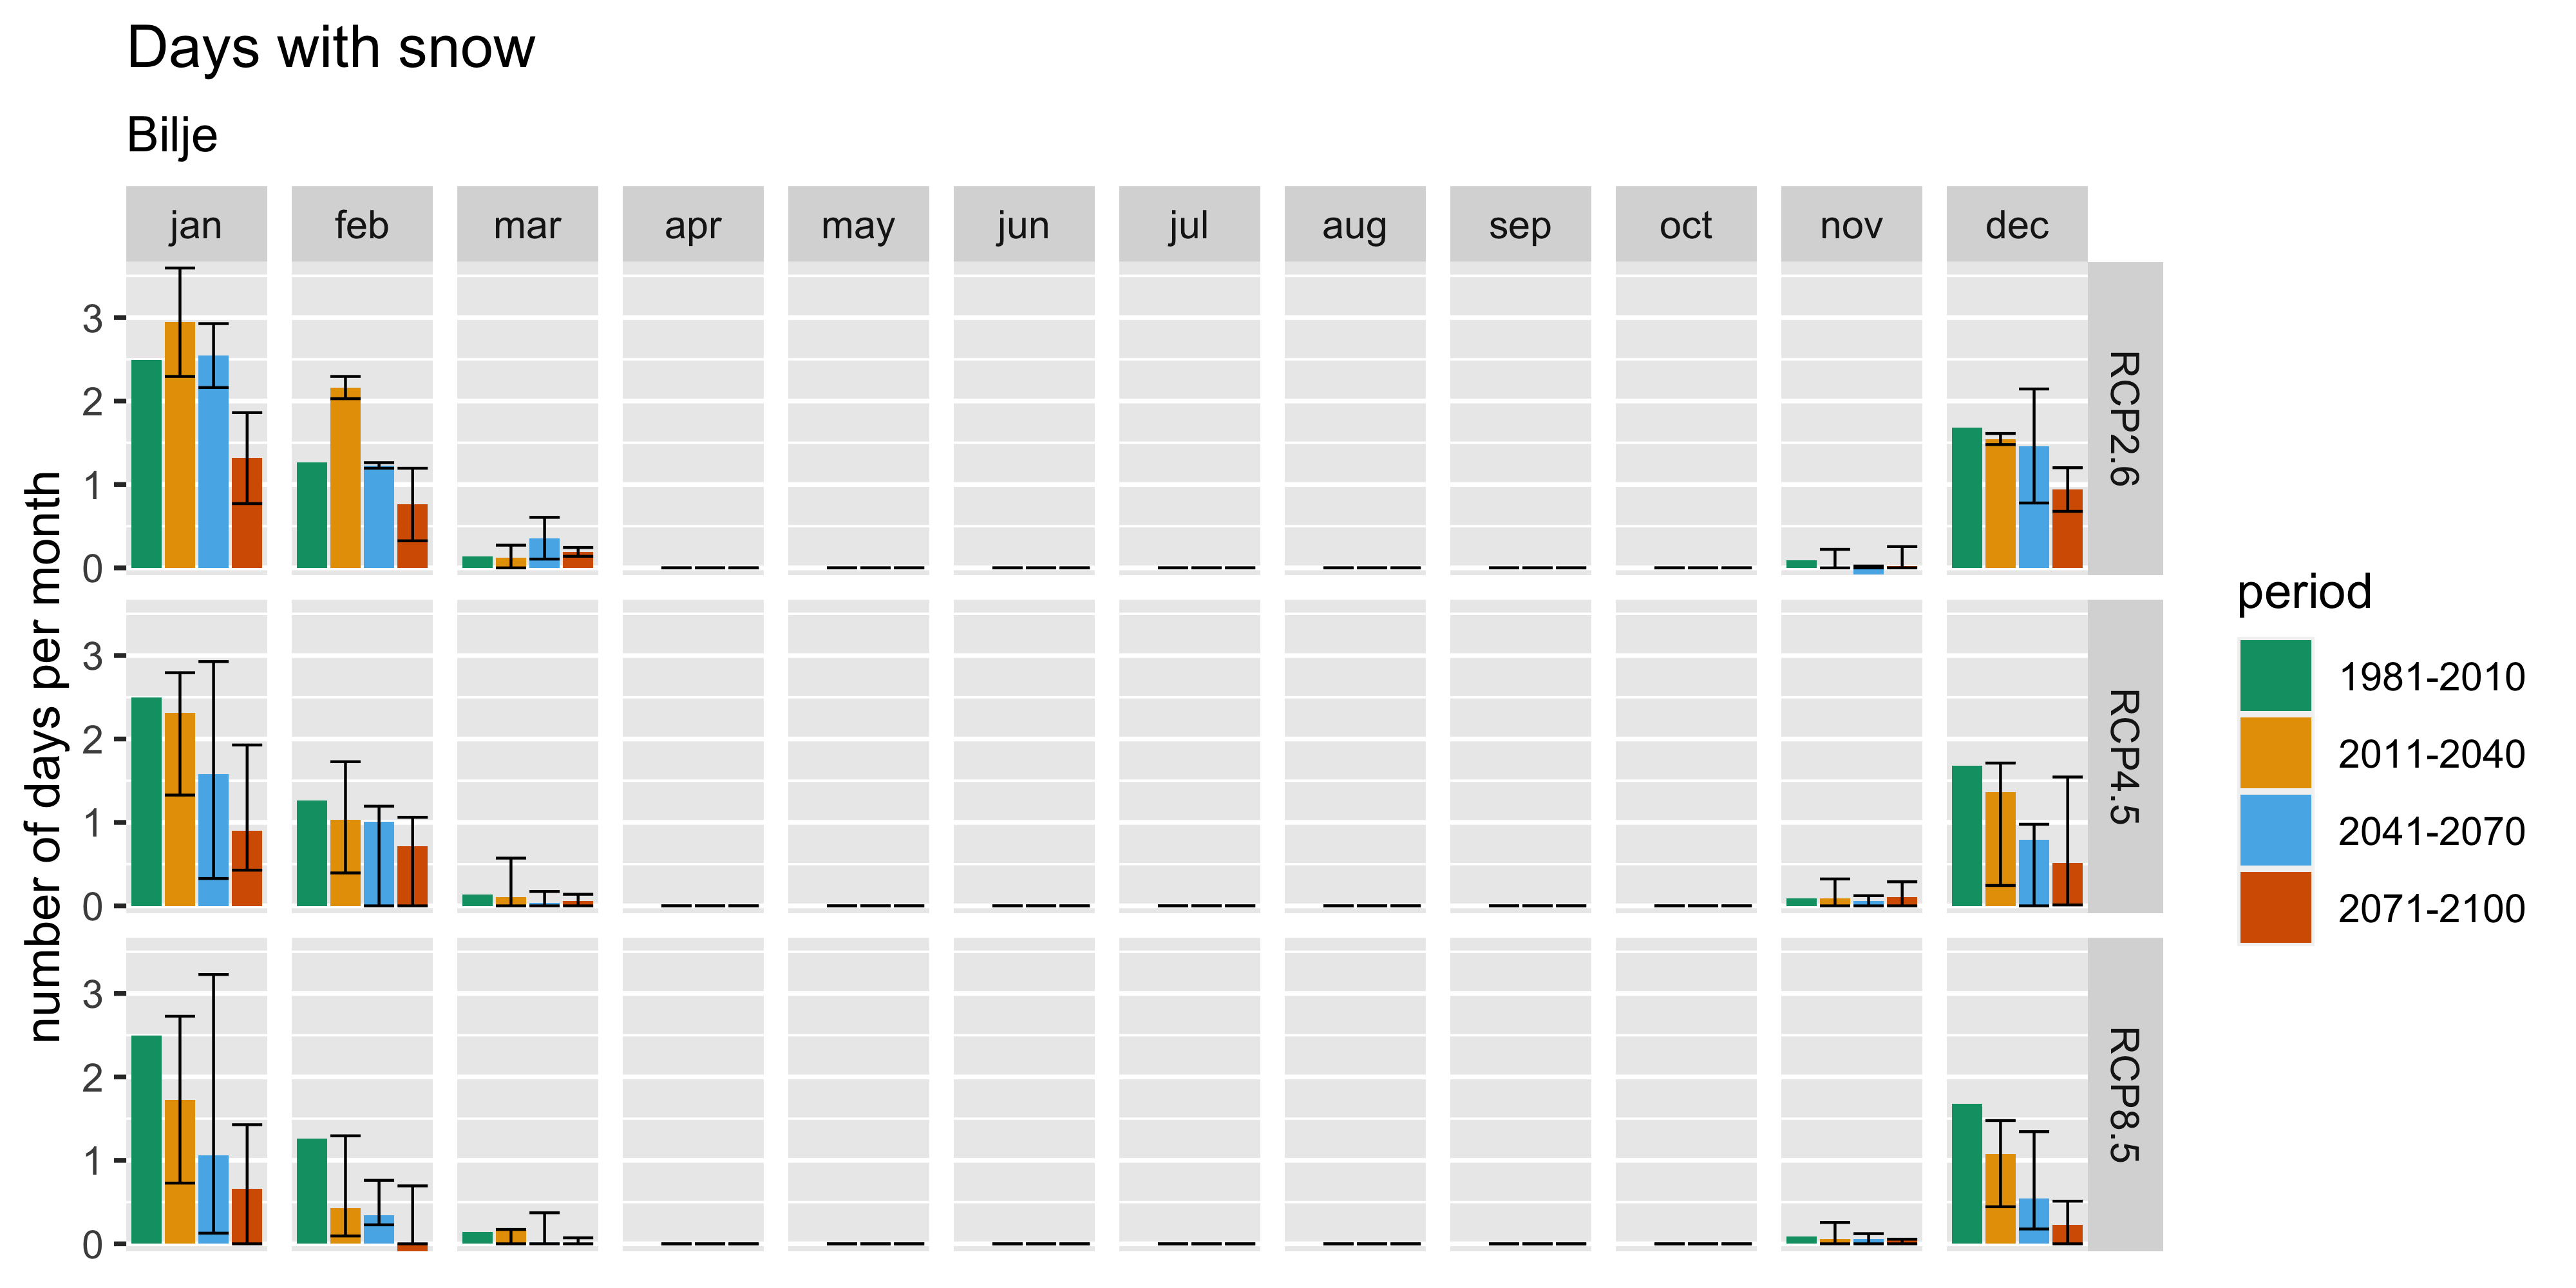 Days with snow
Bilje
jan feb mar apr may jun jul aug sep oct nov dec
number of days per month
3
2
1
0
RCP2.6
3
2
1
0
RCP4.5
3
2
1
0
RCP8.5
period
1981-2010
2011-2040
2041-2070
2071-2100